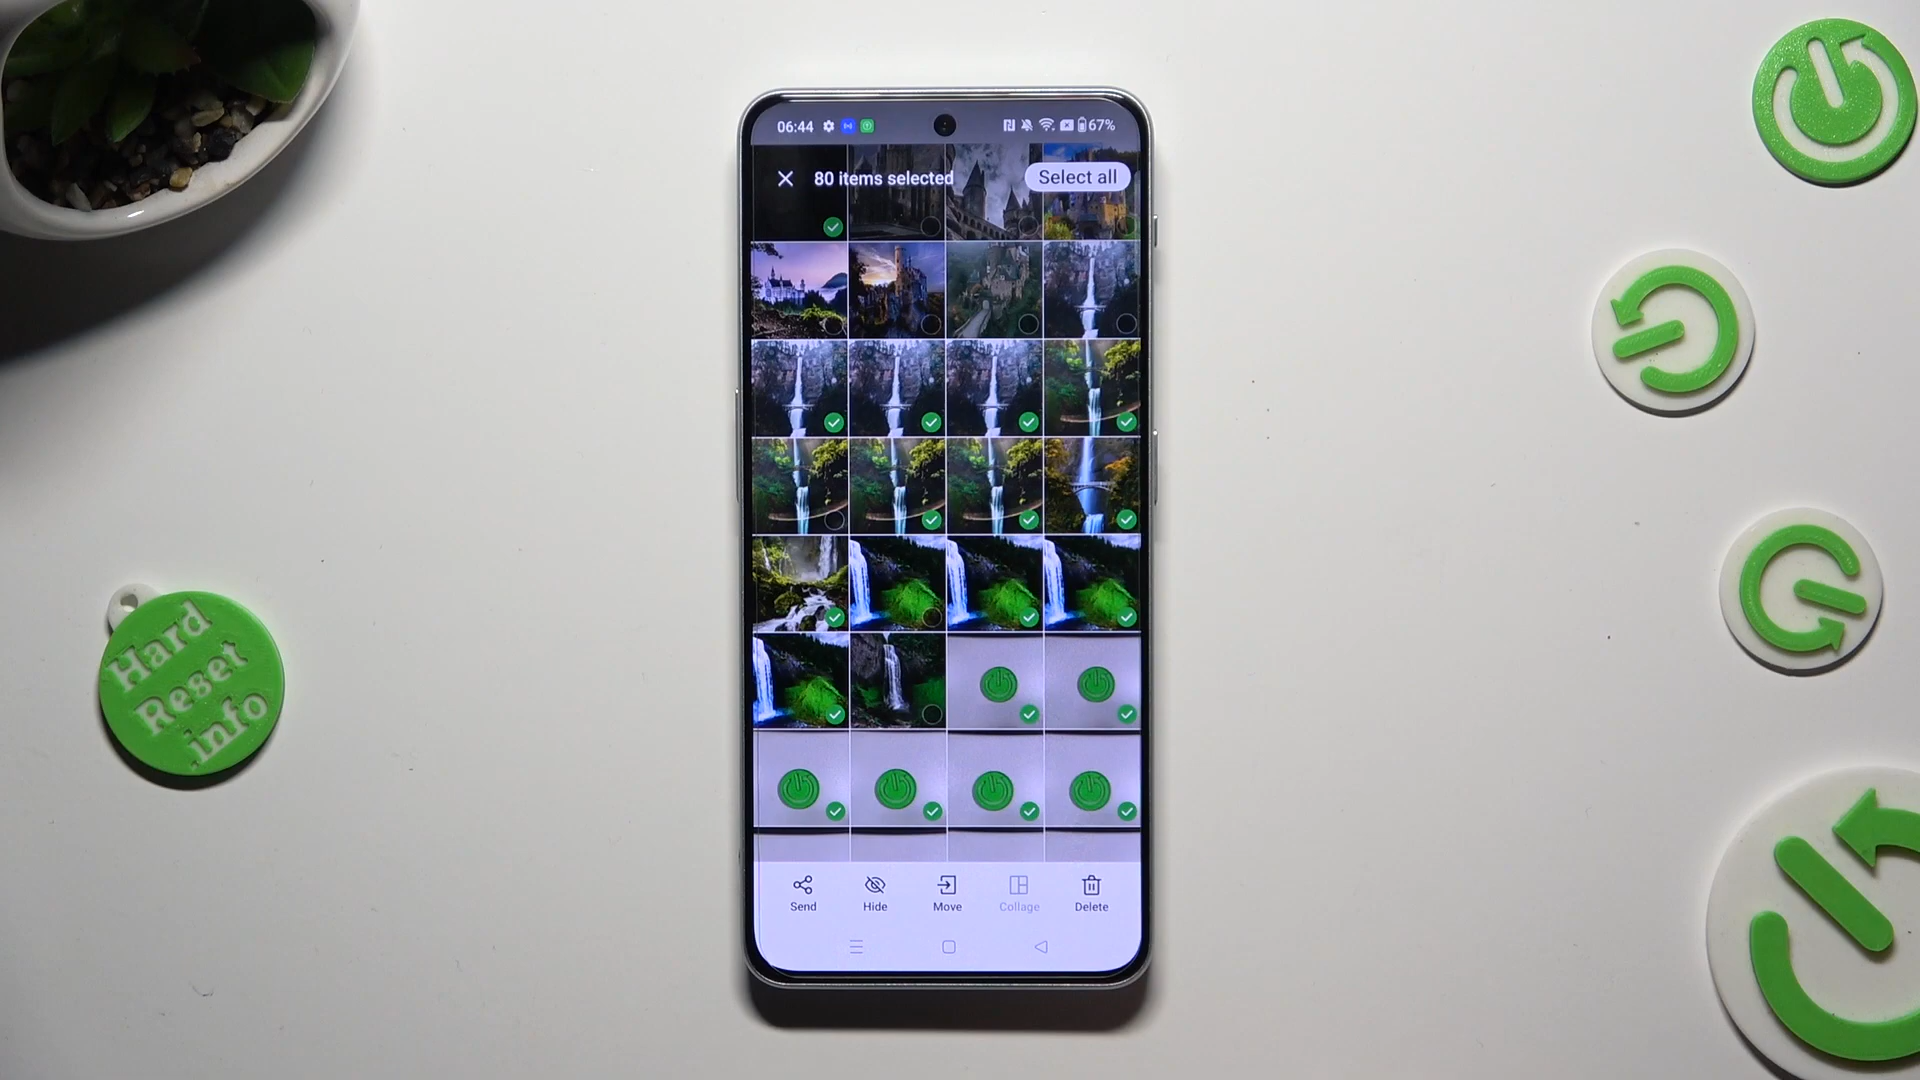 06:44
67%
80 items selected
Select all
Send
Hide
Move
Collage
Delete
Hard
Reset
.info